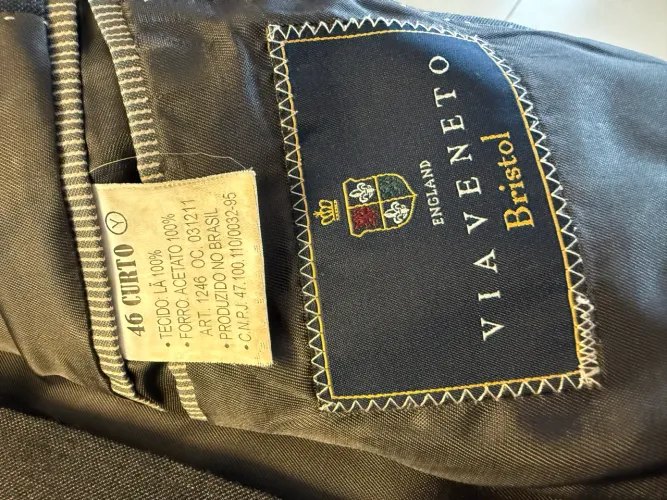 46 CURTO Y
• TECIDO: LÃ 100%
• FORRO: ACETATO 100%
ART. 1246 OC. 031211
• PRODUZIDO NO BRASIL
• C.N.P.J. 47.100.110/0032-95
ENGLAND
VIA VENETO
Bristol